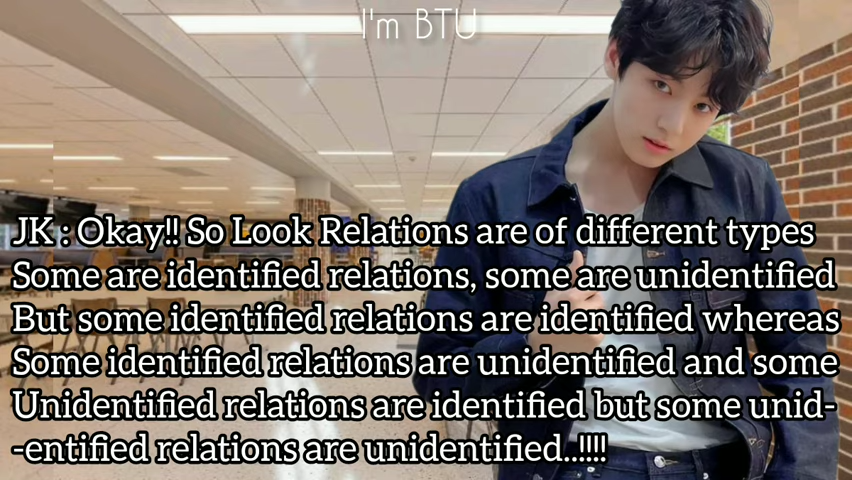 I'm BTU
JK : Okay!! So Look Relations are of different types
Some are identified relations, some are unidentified
But some identified relations are identified whereas
Some identified relations are unidentified and some
Unidentified relations are identified but some unid-
-entified relations are unidentified..!!!!